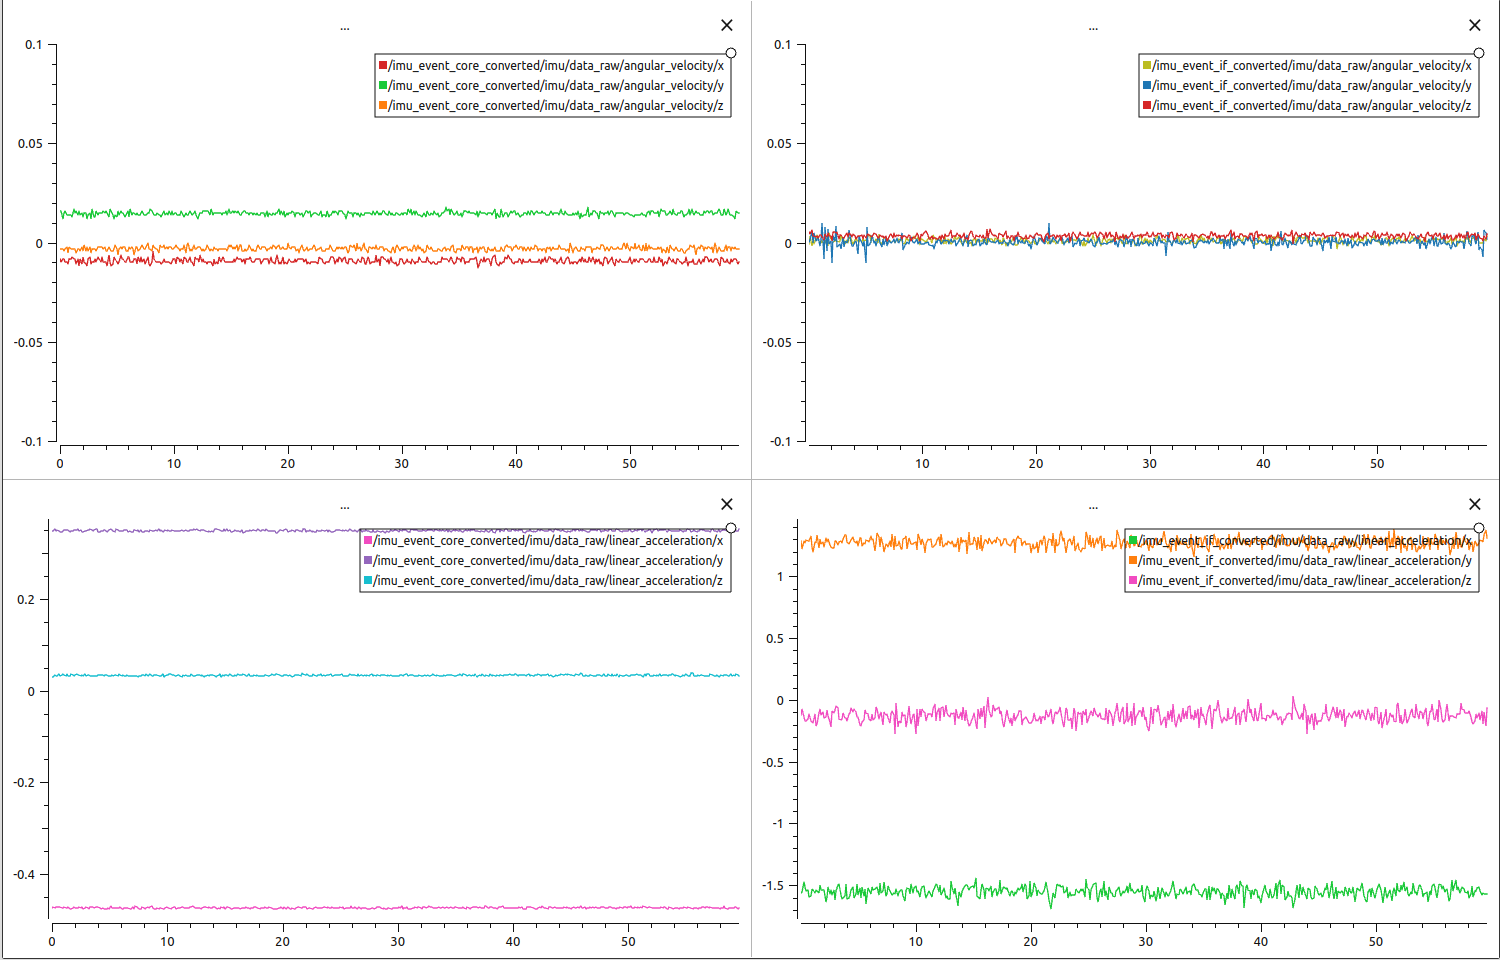 ...
0.1
0.05
0
-0.05
-0.1
/imu_event_core_converted/imu/data_raw/angular_velocity/x
/imu_event_core_converted/imu/data_raw/angular_velocity/y
/imu_event_core_converted/imu/data_raw/angular_velocity/z
0 10 20 30 40 50
...
0.1
0.05
0
-0.05
-0.1
/imu_event_if_converted/imu/data_raw/angular_velocity/x
/imu_event_if_converted/imu/data_raw/angular_velocity/y
/imu_event_if_converted/imu/data_raw/angular_velocity/z
10 20 30 40 50
...
0.2
0
-0.2
-0.4
/imu_event_core_converted/imu/data_raw/linear_acceleration/x
/imu_event_core_converted/imu/data_raw/linear_acceleration/y
/imu_event_core_converted/imu/data_raw/linear_acceleration/z
0 10 20 30 40 50
...
1
0.5
0
-0.5
-1
-1.5
/imu_event_if_converted/imu/data_raw/linear_acceleration/x
/imu_event_if_converted/imu/data_raw/linear_acceleration/y
/imu_event_if_converted/imu/data_raw/linear_acceleration/z
10 20 30 40 50